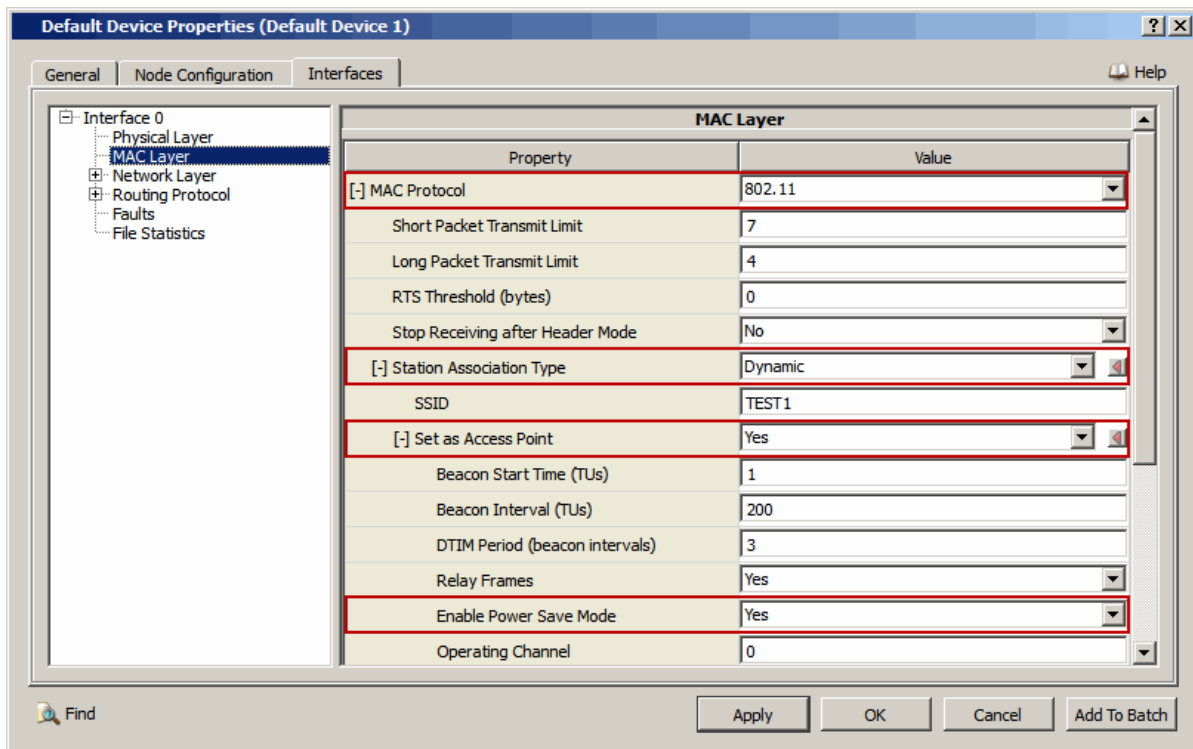 Default Device Properties (Default Device 1)
General
Node Configuration
Interfaces
Help
Interface 0
Physical Layer
MAC Layer
Network Layer
Routing Protocol
Faults
File Statistics
MAC Layer
Property Value
[-] MAC Protocol 802.11
Short Packet Transmit Limit 7
Long Packet Transmit Limit 4
RTS Threshold (bytes) 0
Stop Receiving after Header Mode No
[-] Station Association Type Dynamic
SSID TEST1
[-] Set as Access Point Yes
Beacon Start Time (TUs) 1
Beacon Interval (TUs) 200
DTIM Period (beacon intervals) 3
Relay Frames Yes
Enable Power Save Mode Yes
Operating Channel 0
Find
Apply
OK
Cancel
Add To Batch